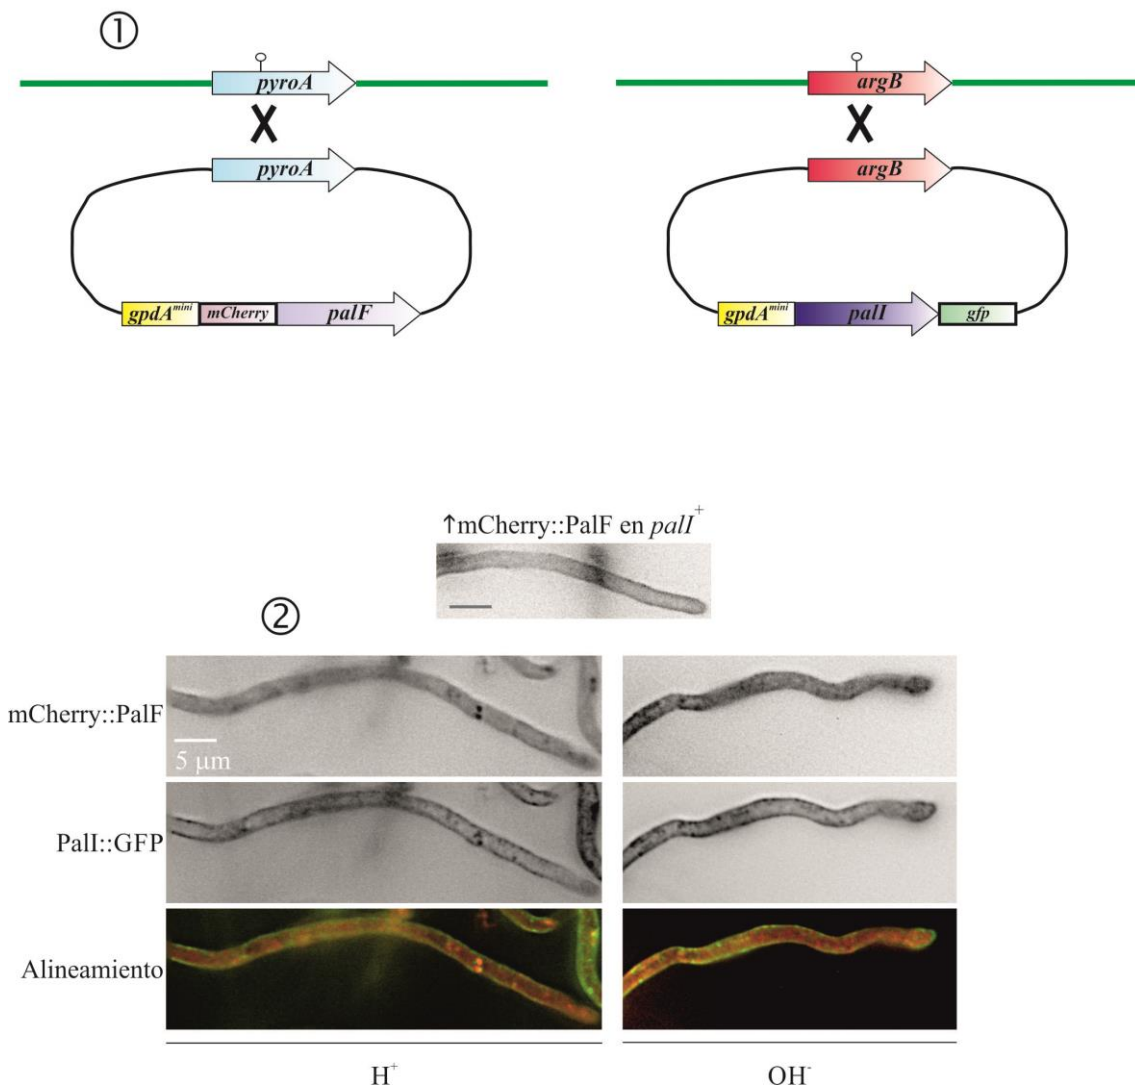 ①
pyroA
argB
pyroA
argB
gpdA^mini mCherry palF
gpdA^mini palI gfp
↑mCherry::PalF en palI^+
②
mCherry::PalF
5 μm
PalI::GFP
Alineamiento
H^+
OH^-